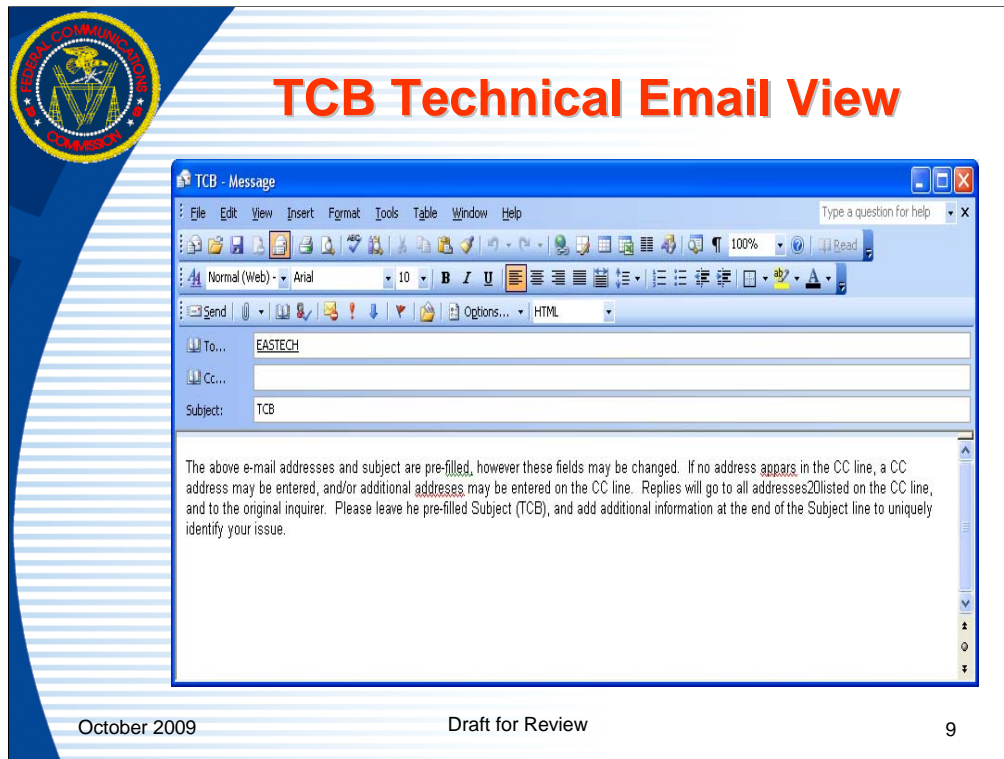 FEDERAL COMMUNICATIONS
COMMISSION
TCB Technical Email View
TCB - Message
File Edit View Insert Format Tools Table Window Help Type a question for help
100% Read
Normal (Web) - Arial 10 B I U A
Send Options... HTML
To... EASTECH
Cc...
Subject: TCB
The above e-mail addresses and subject are pre-filled, however these fields may be changed. If no address appars in the CC line, a CC
address may be entered, and/or additional addreses may be entered on the CC line. Replies will go to all addresses20listed on the CC line,
and to the original inquirer. Please leave he pre-filled Subject (TCB), and add additional information at the end of the Subject line to uniquely
identify your issue.
October 2009 Draft for Review 9